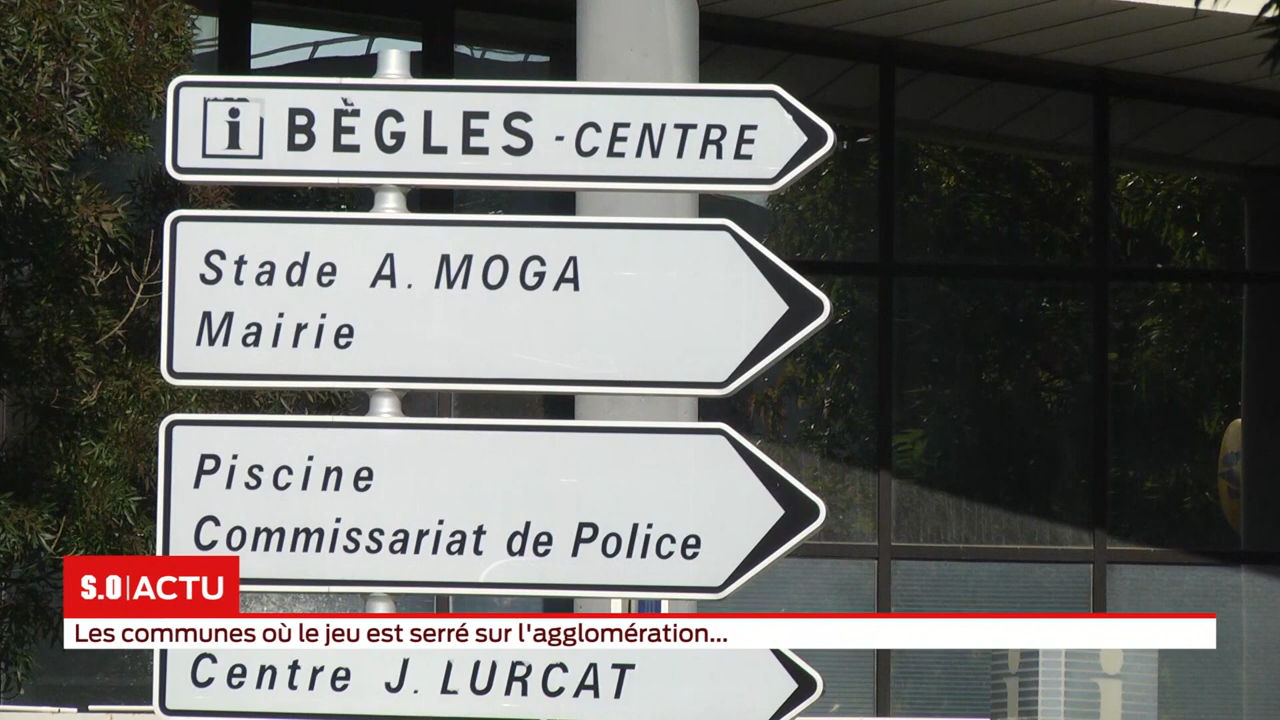 i BÈGLES - CENTRE
Stade A. MOGA
Mairie
Piscine
Commissariat de Police
S.O|ACTU
Les communes où le jeu est serré sur l'agglomération...
Centre J. LURCAT